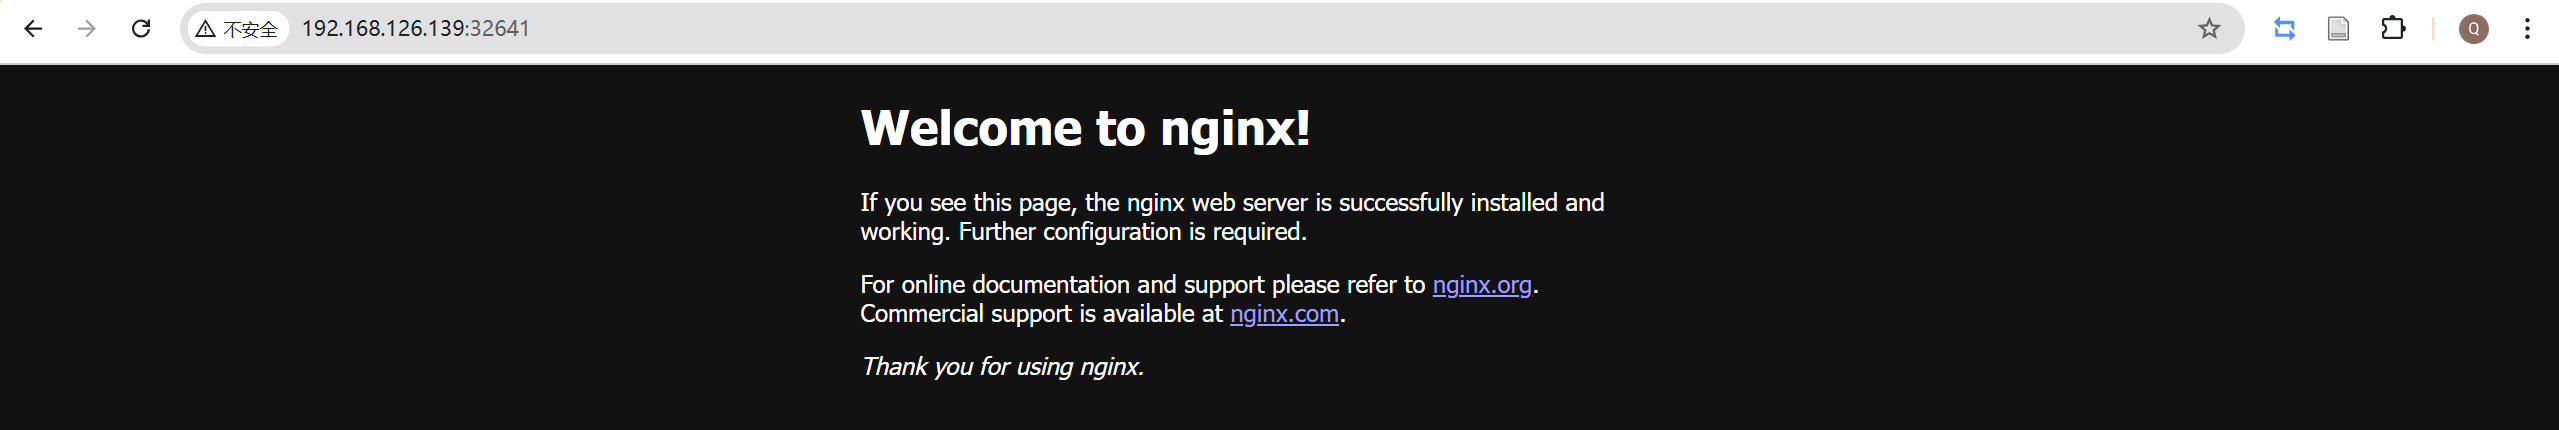 不安全 192.168.126.139:32641
Q
Welcome to nginx!
If you see this page, the nginx web server is successfully installed and
working. Further configuration is required.
For online documentation and support please refer to nginx.org.
Commercial support is available at nginx.com.
Thank you for using nginx.